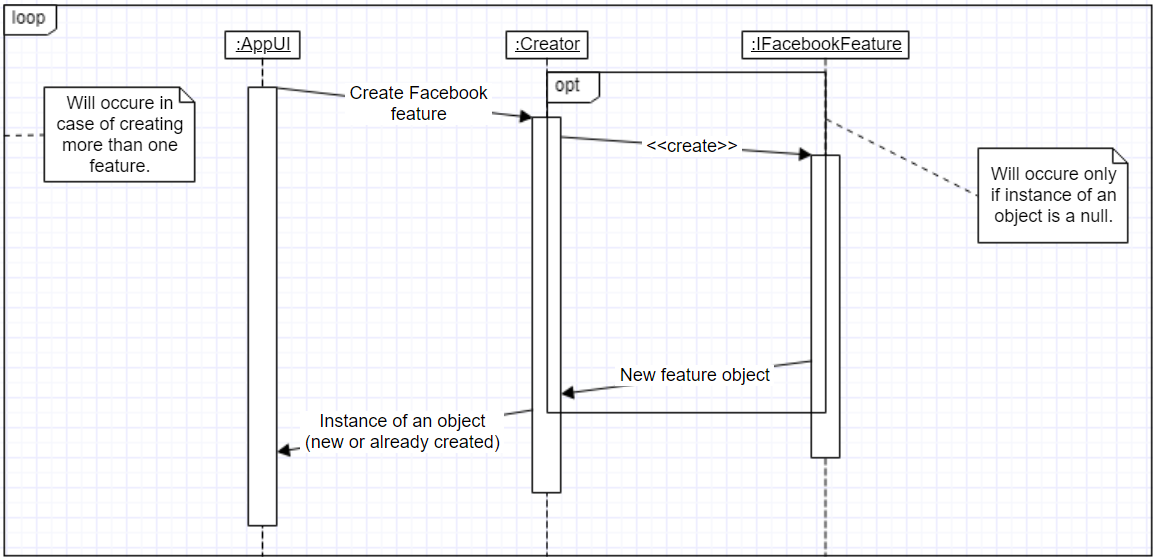 loop
:AppUI
:Creator
:IFacebookFeature
opt
Will occure in
case of creating
more than one
feature.
Create Facebook
feature
<<create>>
Will occure only
if instance of an
object is a null.
New feature object
Instance of an object
(new or already created)